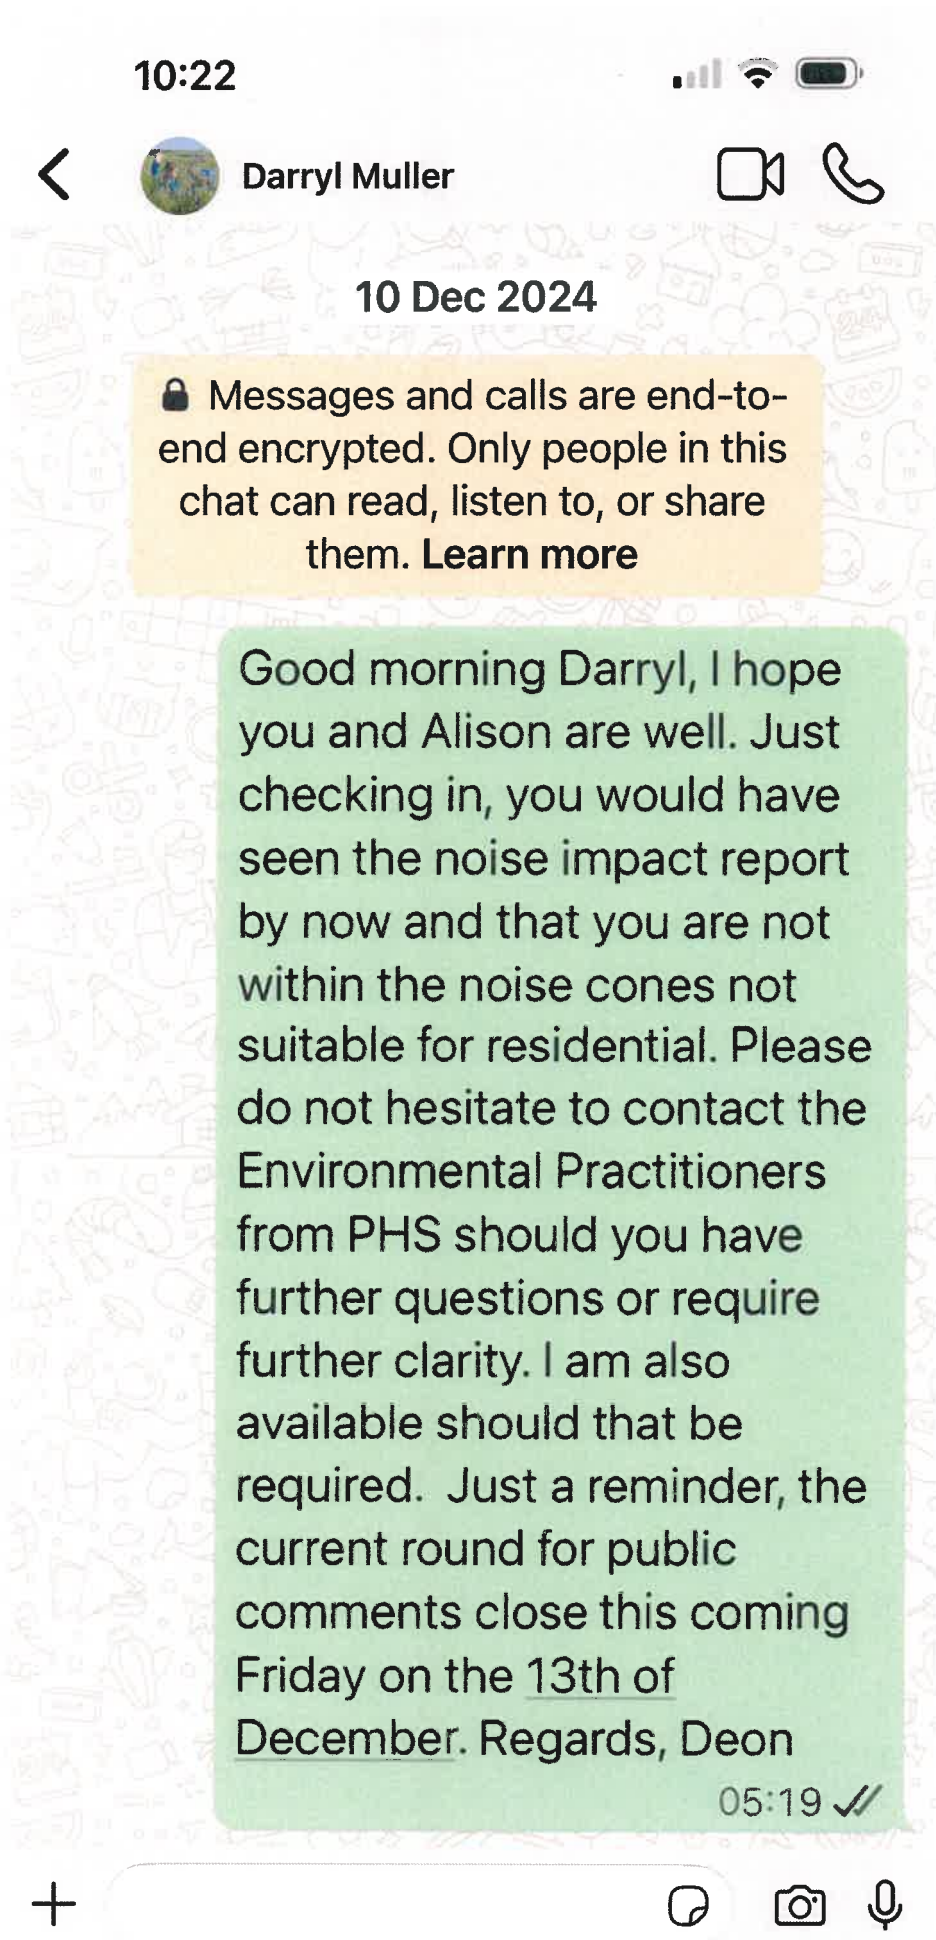 10:22
Darryl Muller
10 Dec 2024
Messages and calls are end-to-
end encrypted. Only people in this
chat can read, listen to, or share
them. Learn more
Good morning Darryl, I hope
you and Alison are well. Just
checking in, you would have
seen the noise impact report
by now and that you are not
within the noise cones not
suitable for residential. Please
do not hesitate to contact the
Environmental Practitioners
from PHS should you have
further questions or require
further clarity. I am also
available should that be
required.  Just a reminder, the
current round for public
comments close this coming
Friday on the 13th of
December. Regards, Deon
05:19